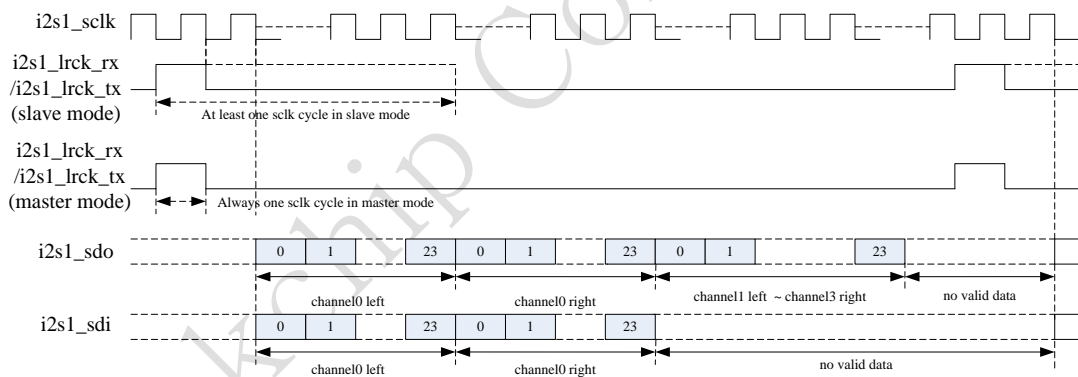 i2s1_sclk
i2s1_lrck_rx
/i2s1_lrck_tx
(slave mode)
At least one sclk cycle in slave mode
i2s1_lrck_rx
/i2s1_lrck_tx
(master mode)
Always one sclk cycle in master mode
i2s1_sdo
0 1 23 0 1 23 0 1 23
channel0 left channel0 right channel1 left ~ channel3 right no valid data
i2s1_sdi
0 1 23 0 1 23
channel0 left channel0 right no valid data
kchip Co